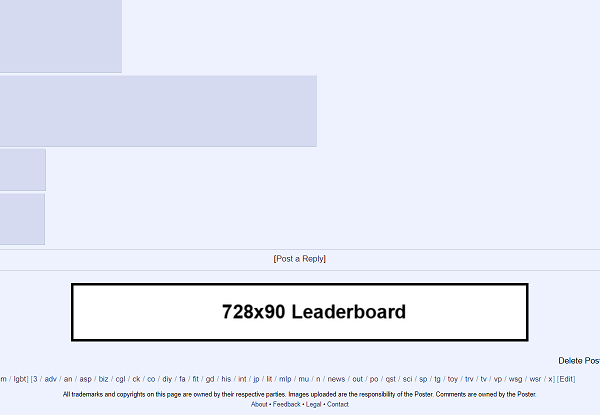 [Post a Reply]
728x90 Leaderboard
Delete Post
m / lgbt] [3 / adv / an / asp / biz / cgl / ck / co / diy / fa / fit / gd / his / int / jp / lit / mlp / mu / n / news / out / po / qst / sci / sp / tg / toy / trv / tv / vp / wsg / wsr / x] [Edit]
All trademarks and copyrights on this page are owned by their respective parties. Images uploaded are the responsibility of the Poster. Comments are owned by the Poster.
About • Feedback • Legal • Contact